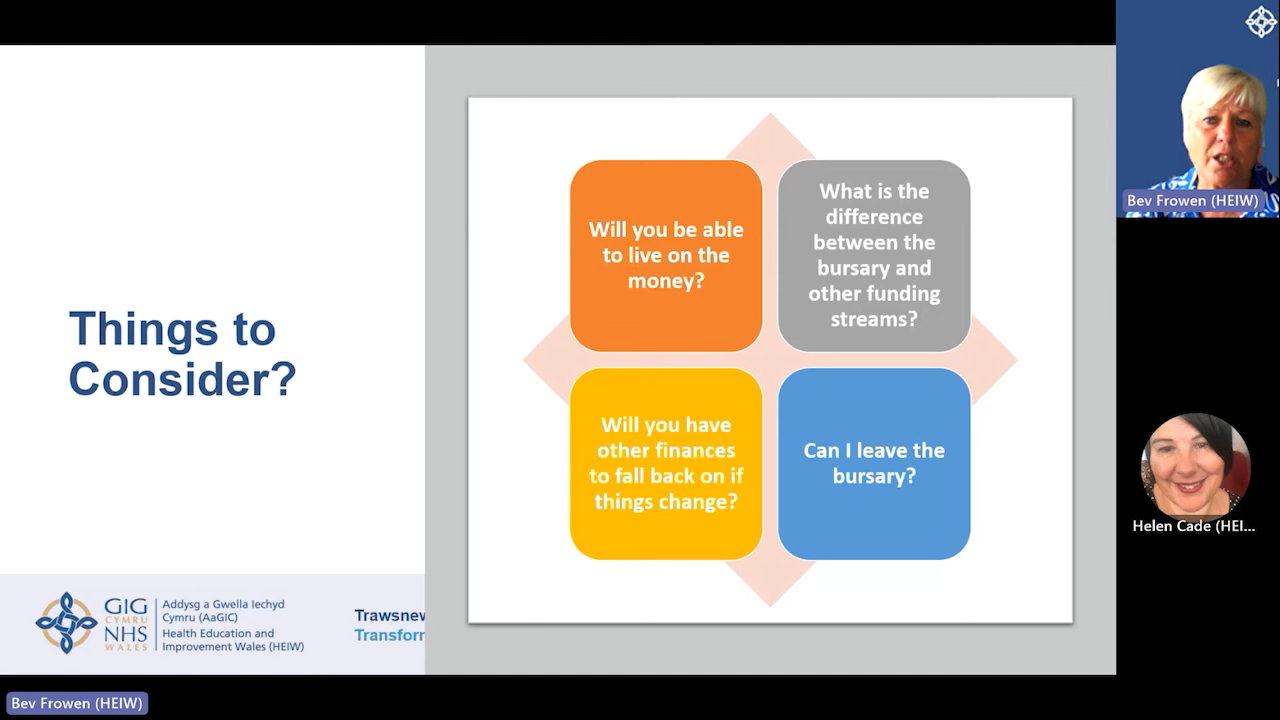 Things to
Consider?
Will you be able
to live on the
money?
What is the
difference
between the
bursary and
other funding
streams?
Will you have
other finances
to fall back on if
things change?
Can I leave the
bursary?
GIG
CYMRU
NHS
WALES
Addysg a Gwella Iechyd
Cymru (AaGIC)
Health Education and
Improvement Wales (HEIW)
Trawsnew
Transforr
Bev Frowen (HEIW)
Helen Cade (HEI...
Bev Frowen (HEIW)